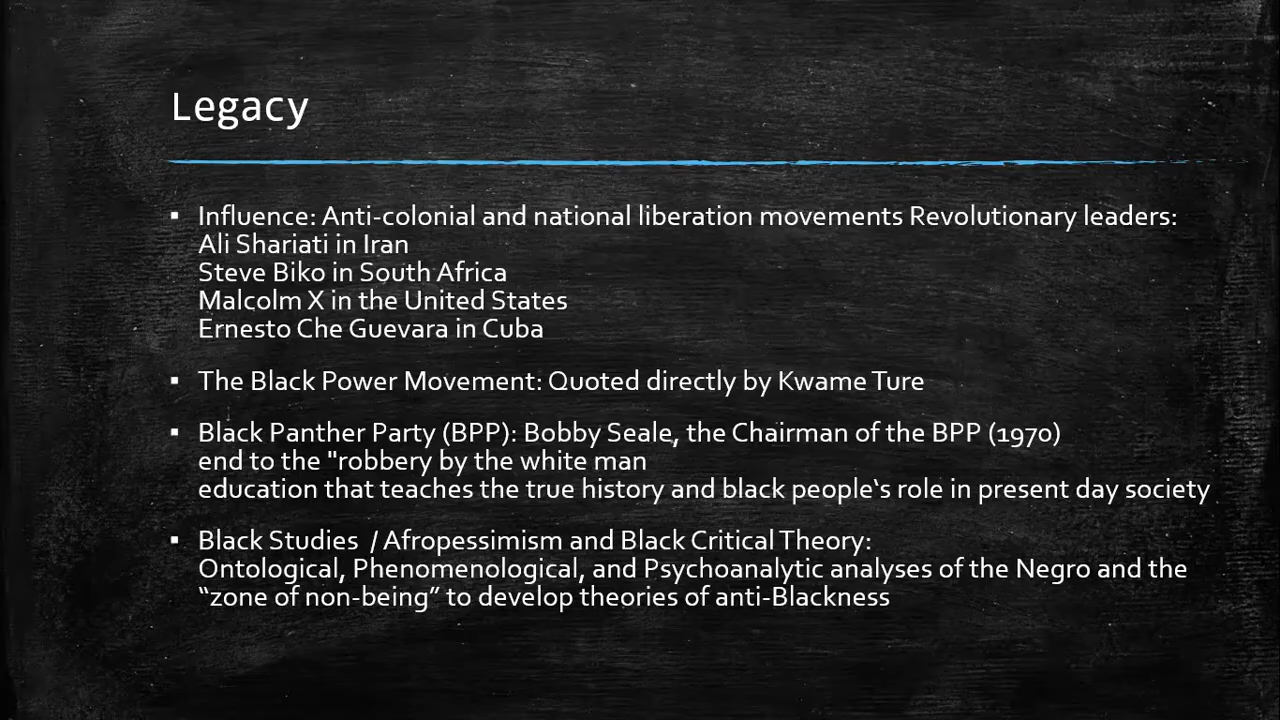 Legacy
▪ Influence: Anti-colonial and national liberation movements Revolutionary leaders:
Ali Shariati in Iran
Steve Biko in South Africa
Malcolm X in the United States
Ernesto Che Guevara in Cuba
▪ The Black Power Movement: Quoted directly by Kwame Ture
▪ Black Panther Party (BPP): Bobby Seale, the Chairman of the BPP (1970)
end to the "robbery by the white man
education that teaches the true history and black people‘s role in present day society
▪ Black Studies / Afropessimism and Black Critical Theory:
Ontological, Phenomenological, and Psychoanalytic analyses of the Negro and the
“zone of non-being” to develop theories of anti-Blackness